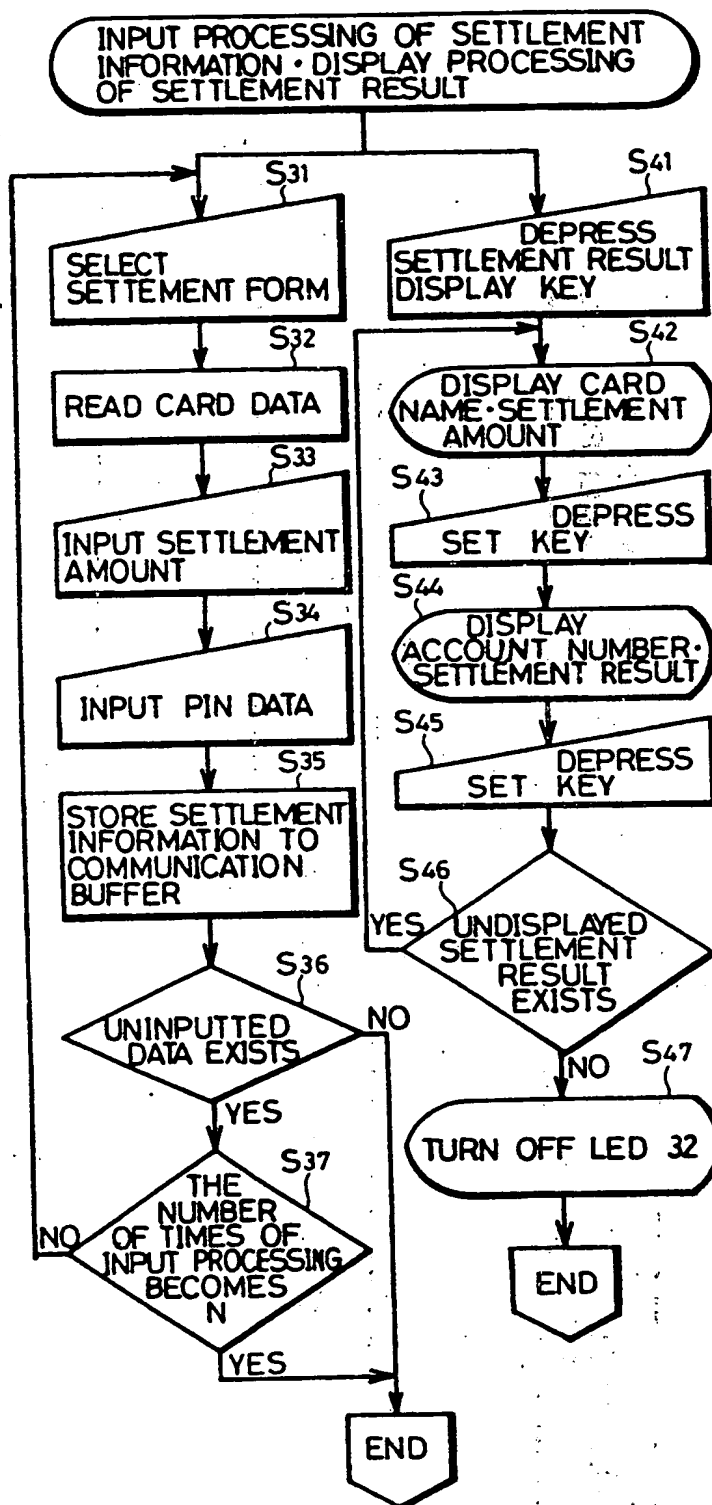 INPUT PROCESSING OF SETTLEMENT
INFORMATION・DISPLAY PROCESSING
OF SETTLEMENT RESULT
S31
SELECT
SETTEMENT FORM
S32
READ CARD DATA
S33
INPUT SETTLEMENT
AMOUNT
S34
INPUT PIN DATA
S35
STORE SETTLEMENT
INFORMATION TO
COMMUNICATION
BUFFER
S36
UNINPUTTED
DATA EXISTS
NO
YES
S37
THE
NUMBER
OF TIMES OF
INPUT PROCESSING
BECOMES
N
NO
YES
END
S41
DEPRESS
SETTLEMENT RESULT
DISPLAY KEY
S42
DISPLAY CARD
NAME・SETTLEMENT
AMOUNT
S43
DEPRESS
SET KEY
S44
DISPLAY
ACCOUNT NUMBER・
SETTLEMENT RESULT
S45
DEPRESS
SET KEY
S46
YES
UNDISPLAYED
SETTLEMENT
RESULT
EXISTS
NO
S47
TURN OFF LED 32
END